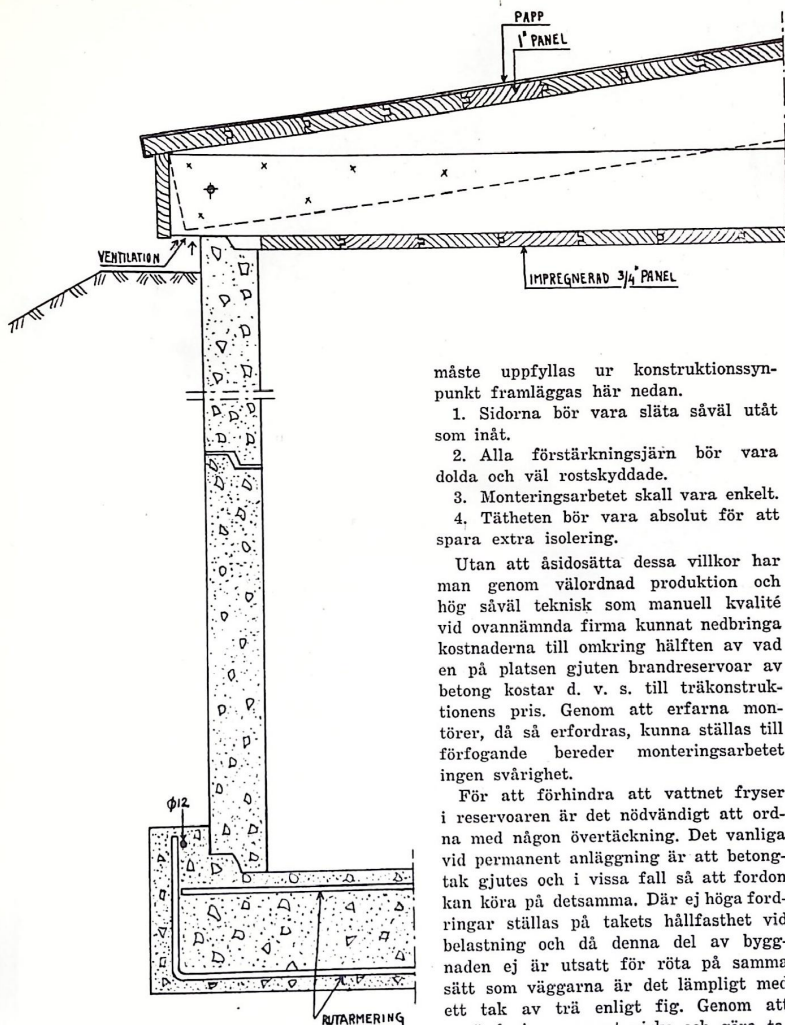 PAPP
1" PANEL
VENTILATION
IMPREGNERAD 3/4" PANEL
måste uppfyllas ur konstruktionssyn-
punkt framläggas här nedan.
1. Sidorna bör vara släta såväl utåt
som inåt.
2. Alla förstärkningsjärn bör vara
dolda och väl rostskyddade.
3. Monteringsarbetet skall vara enkelt.
4. Tätheten bör vara absolut för att
spara extra isolering.
Utan att åsidosätta dessa villkor har
man genom välordnad produktion och
hög såväl teknisk som manuell kvalité
vid ovannämnda firma kunnat nedbringa
kostnaderna till omkring hälften av vad
en på platsen gjuten brandreservoar av
betong kostar d. v. s. till träkonstruk-
tionens pris. Genom att erfarna mon-
törer, då så erfordras, kunna ställas till
förfogande bereder monteringsarbetet
ingen svårighet.
För att förhindra att vattnet fryser
i reservoaren är det nödvändigt att ord-
na med någon övertäckning. Det vanliga
vid permanent anläggning är att betong-
tak gjutes och i vissa fall så att fordon
kan köra på detsamma. Där ej höga ford-
ringar ställas på takets hållfasthet vid
belastning och då denna del av bygg-
naden ej är utsatt för röta på samma
sätt som väggarna är det lämpligt med
ett tak av trä enligt fig. Genom att
φ12
RUTARMERING